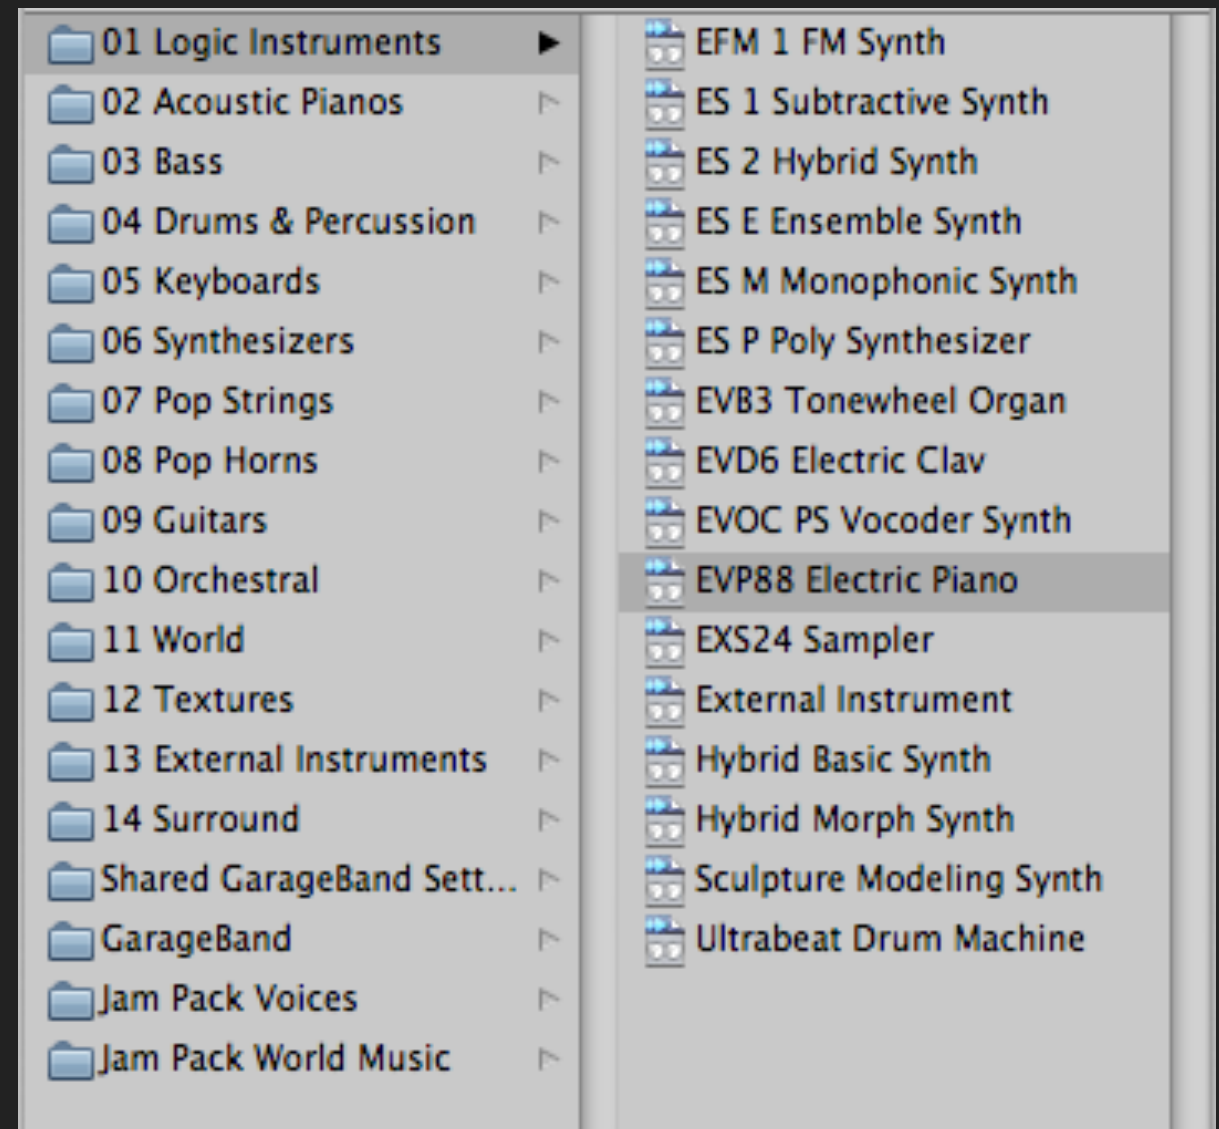 01 Logic Instruments
02 Acoustic Pianos
03 Bass
04 Drums & Percussion
05 Keyboards
06 Synthesizers
07 Pop Strings
08 Pop Horns
09 Guitars
10 Orchestral
11 World
12 Textures
13 External Instruments
14 Surround
Shared GarageBand Sett...
GarageBand
Jam Pack Voices
Jam Pack World Music
EFM 1 FM Synth
ES 1 Subtractive Synth
ES 2 Hybrid Synth
ES E Ensemble Synth
ES M Monophonic Synth
ES P Poly Synthesizer
EVB3 Tonewheel Organ
EVD6 Electric Clav
EVOC PS Vocoder Synth
EVP88 Electric Piano
EXS24 Sampler
External Instrument
Hybrid Basic Synth
Hybrid Morph Synth
Sculpture Modeling Synth
Ultrabeat Drum Machine